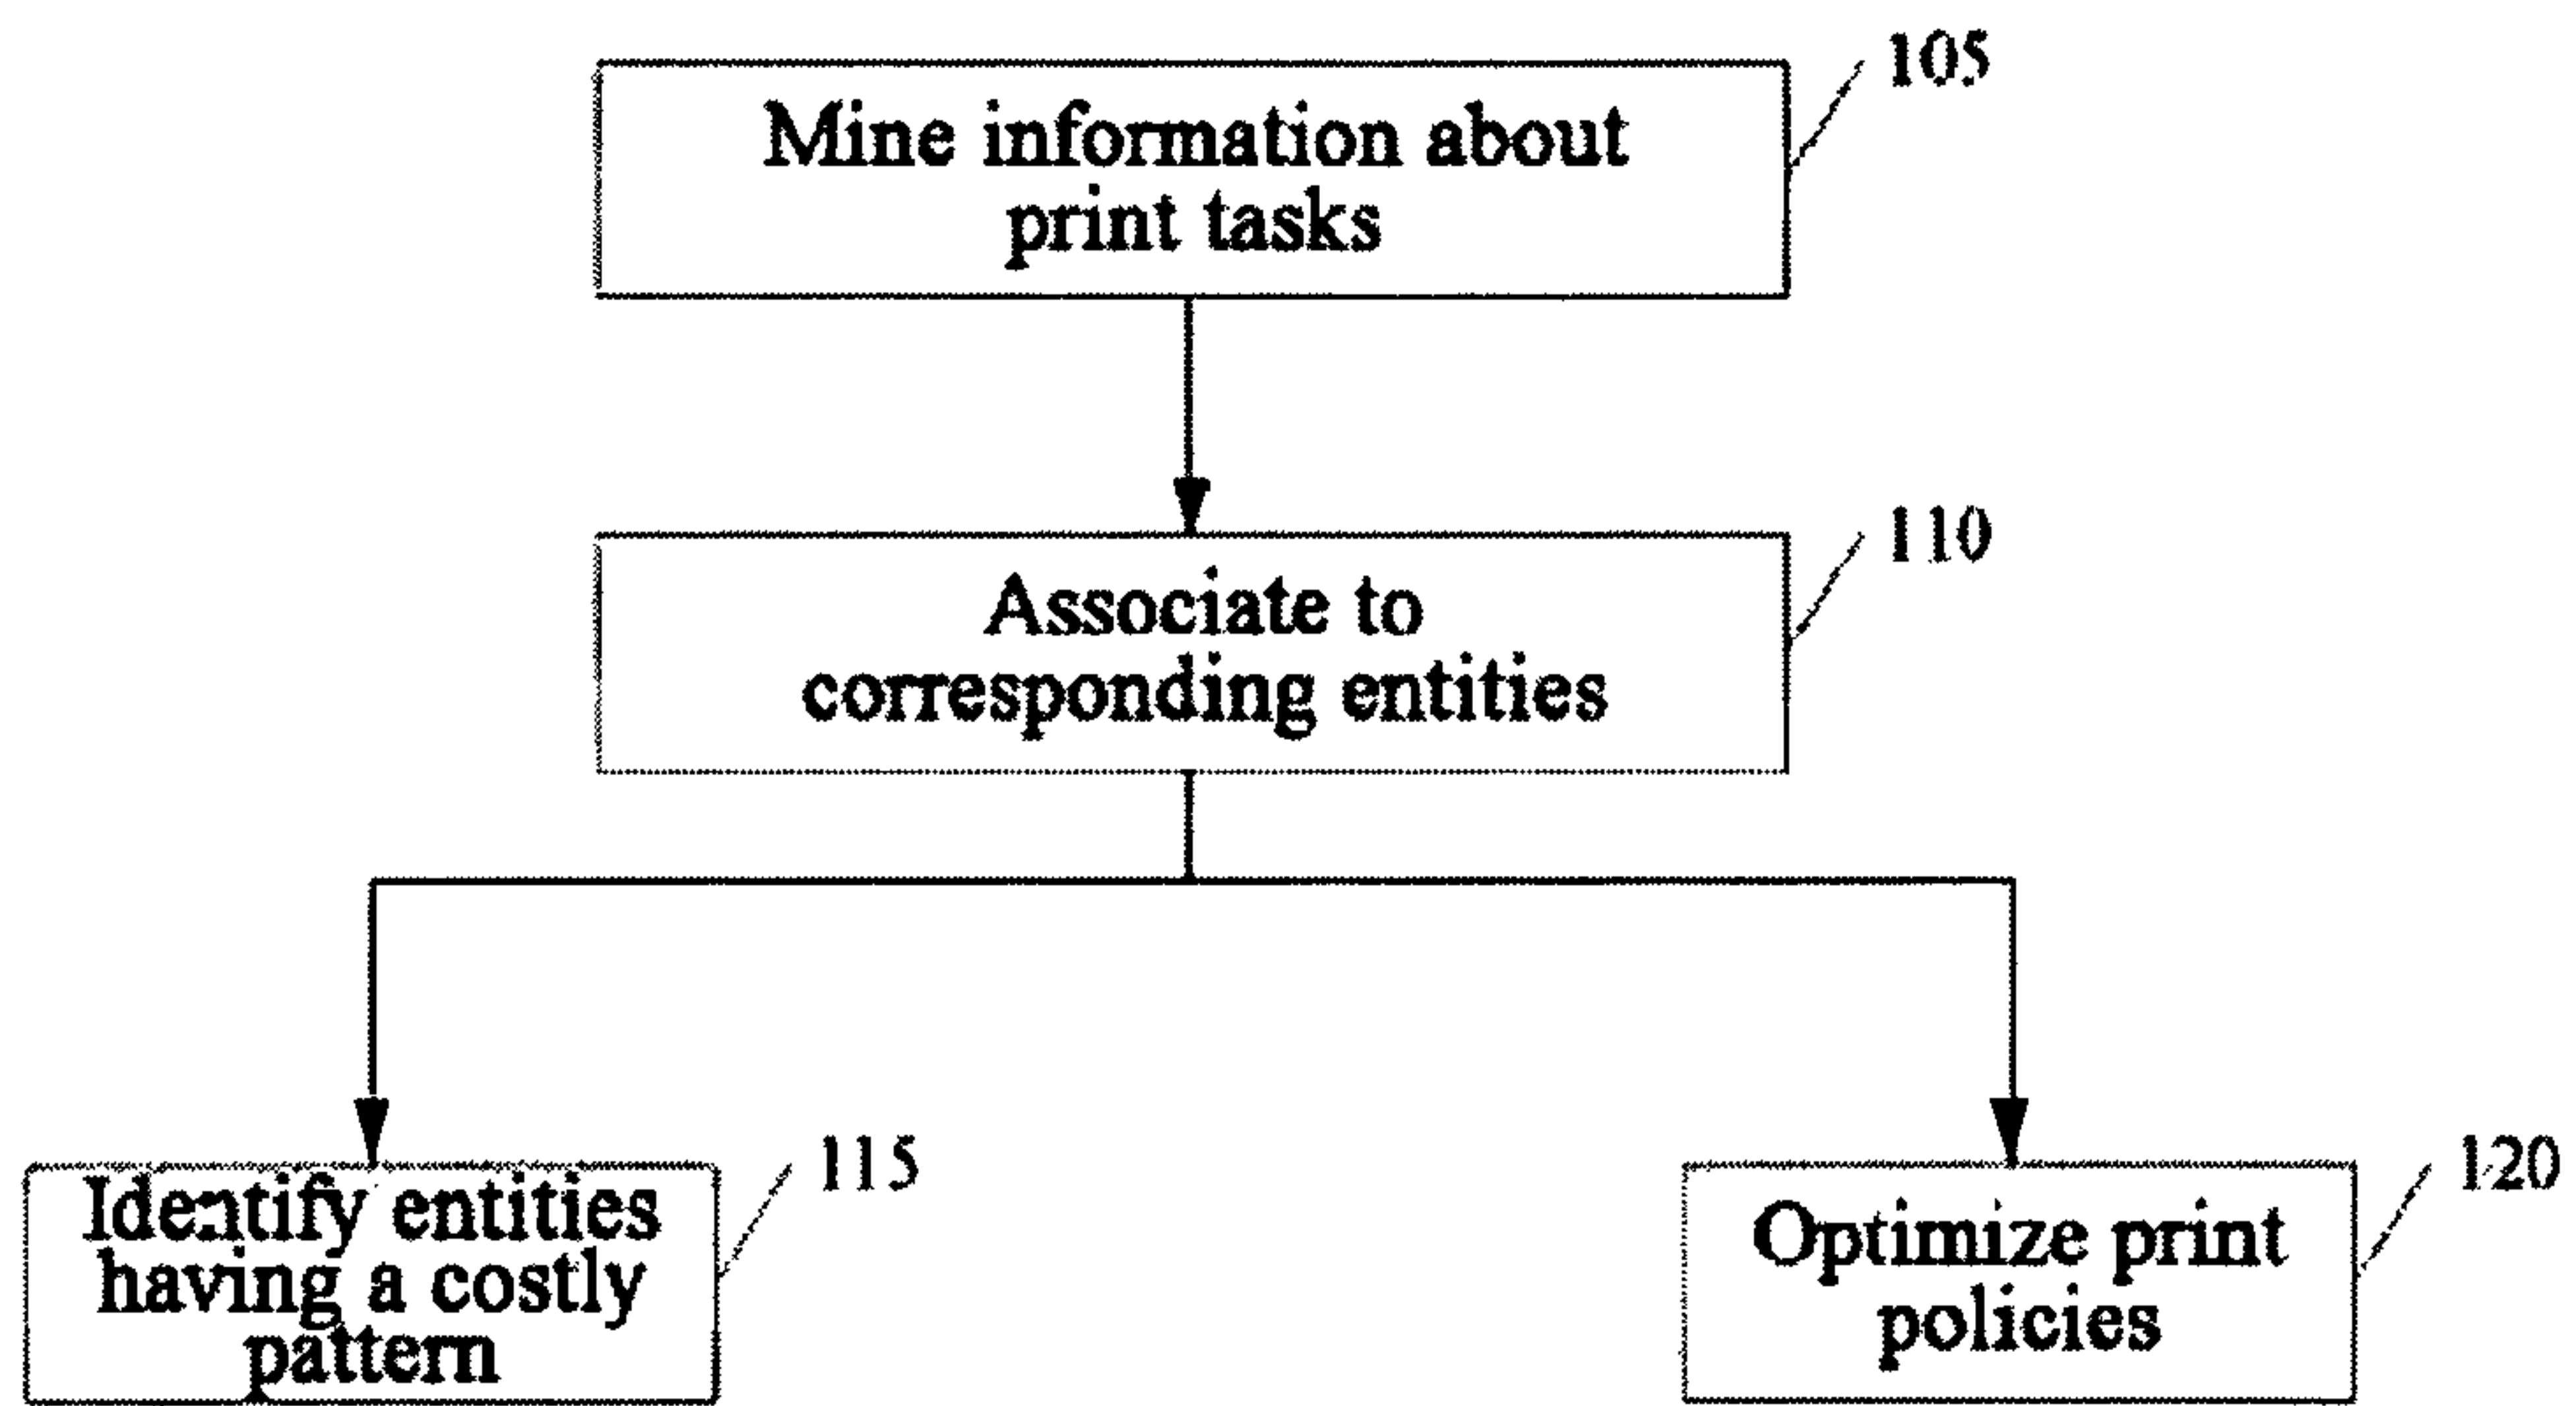 105
Mine information about
print tasks
110
Associate to
corresponding entities
115
Identify entities
having a costly
pattern
120
Optimize print
policies